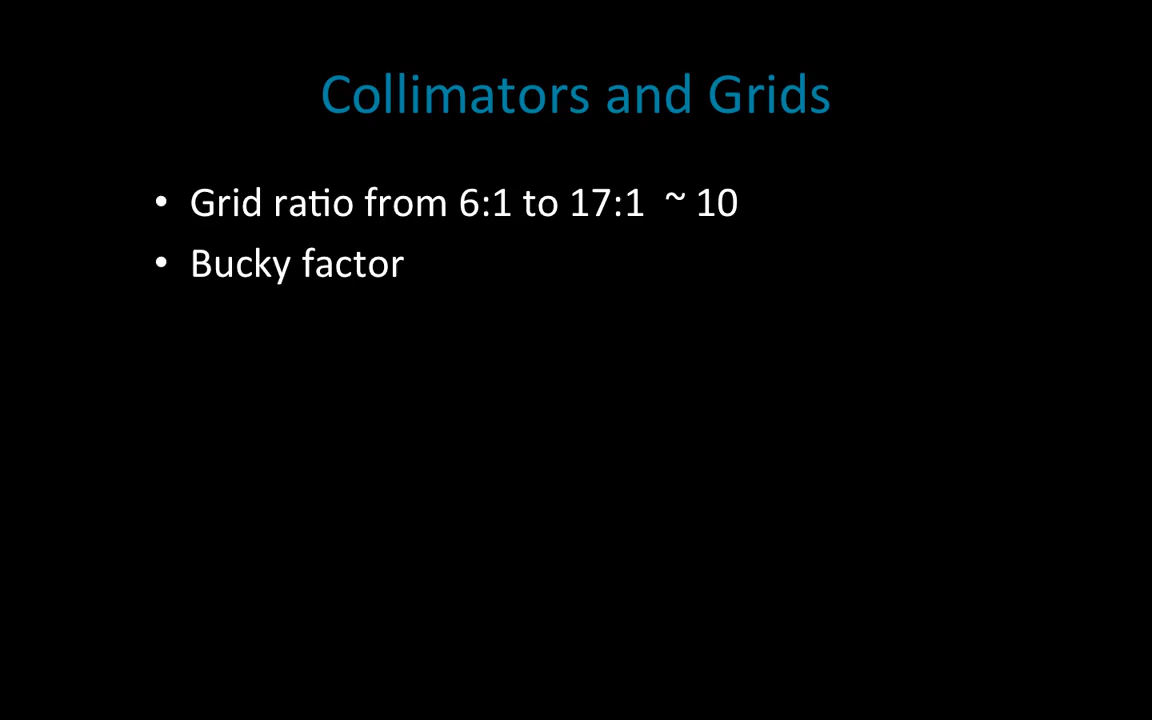 Collimators and Grids
• Grid ratio from 6:1 to 17:1 ~ 10
• Bucky factor